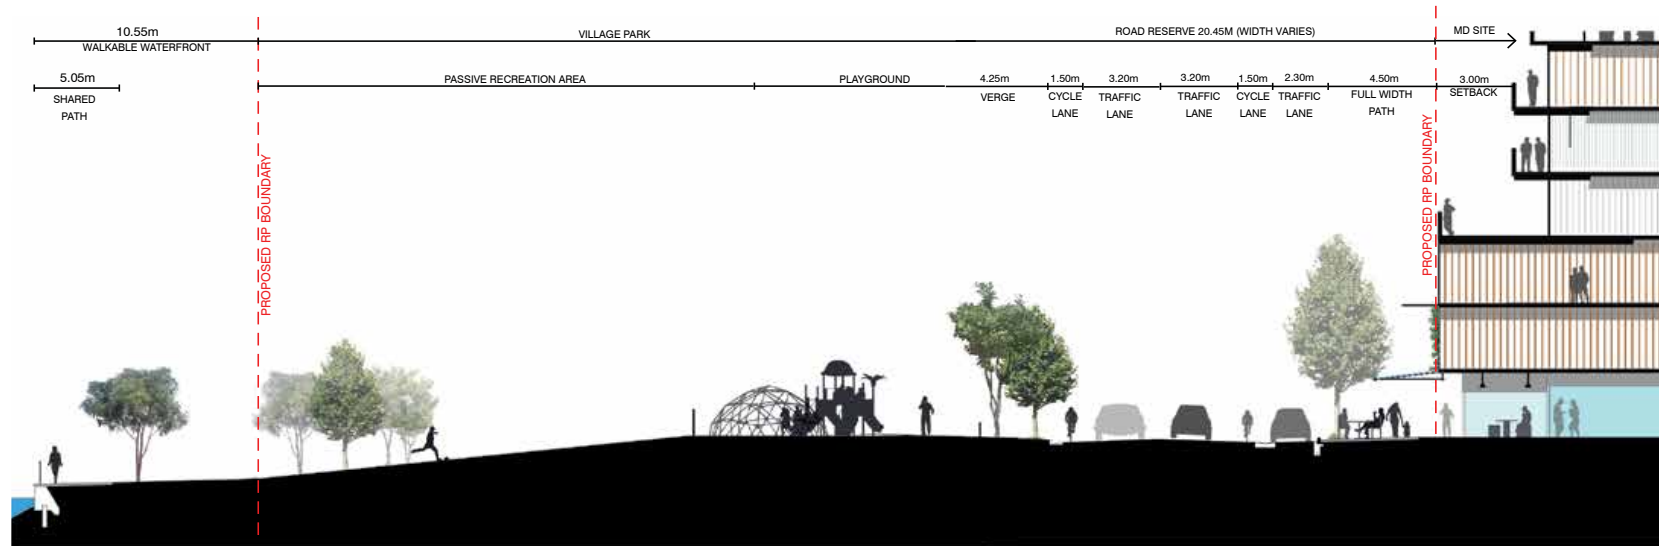 10.55m
WALKABLE WATERFRONT
VILLAGE PARK
ROAD RESERVE 20.45M (WIDTH VARIES)
MD SITE
5.05m
SHARED
PATH
PASSIVE RECREATION AREA
PLAYGROUND
4.25m
VERGE
1.50m
CYCLE
LANE
3.20m
TRAFFIC
LANE
3.20m
TRAFFIC
LANE
1.50m
CYCLE
LANE
2.30m
TRAFFIC
LANE
4.50m
FULL WIDTH
PATH
3.00m
SETBACK
PROPOSED RP BOUNDARY
PROPOSED RP BOUNDARY